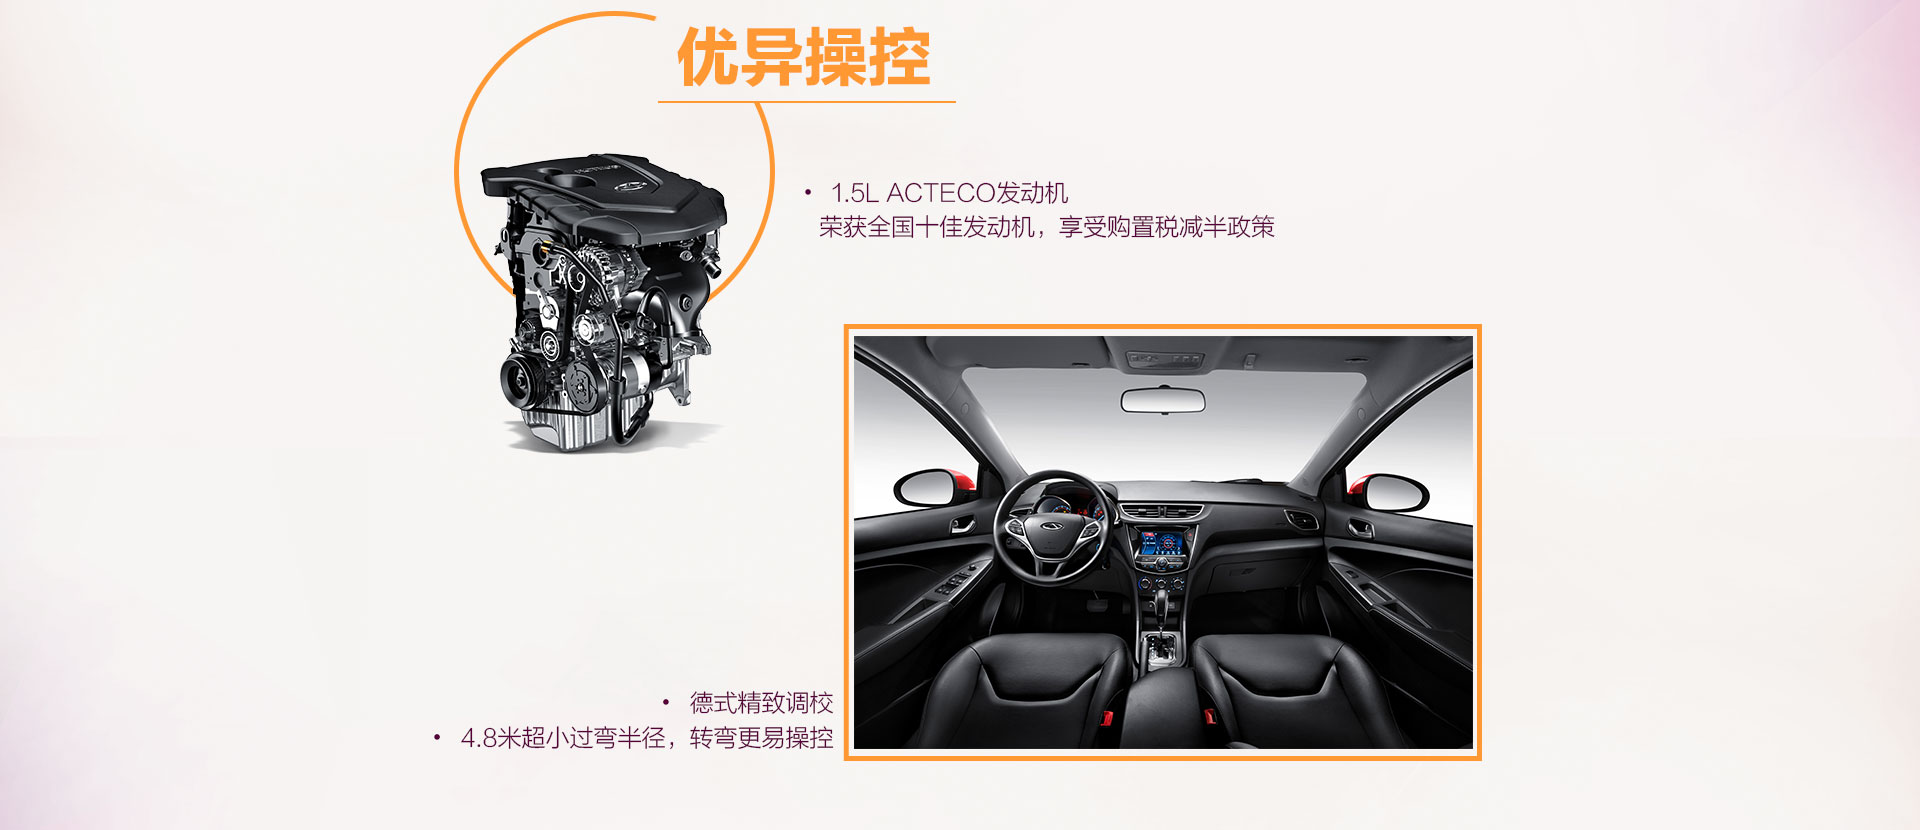 优异操控
• 1.5L ACTECO发动机
荣获全国十佳发动机，享受购置税减半政策
• 德式精致调校
• 4.8米超小过弯半径，转弯更易操控